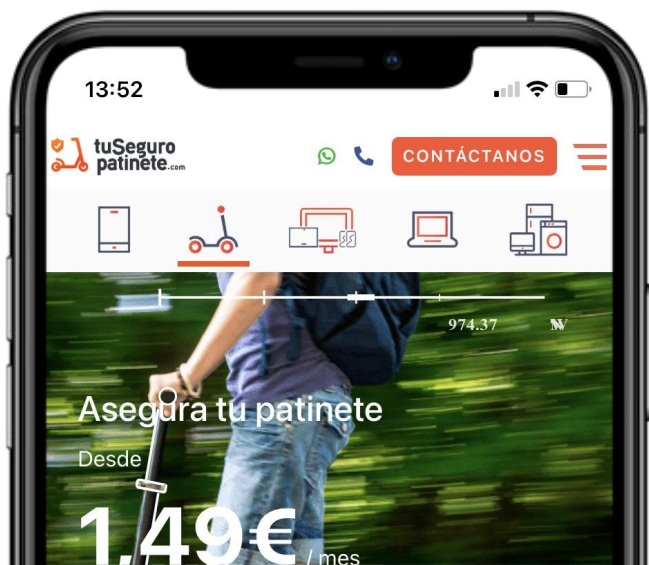 13:52
tuSeguro
patinete.com
CONTÁCTANOS
974.37
Asegura tu patinete
Desde
1,49€ / mes